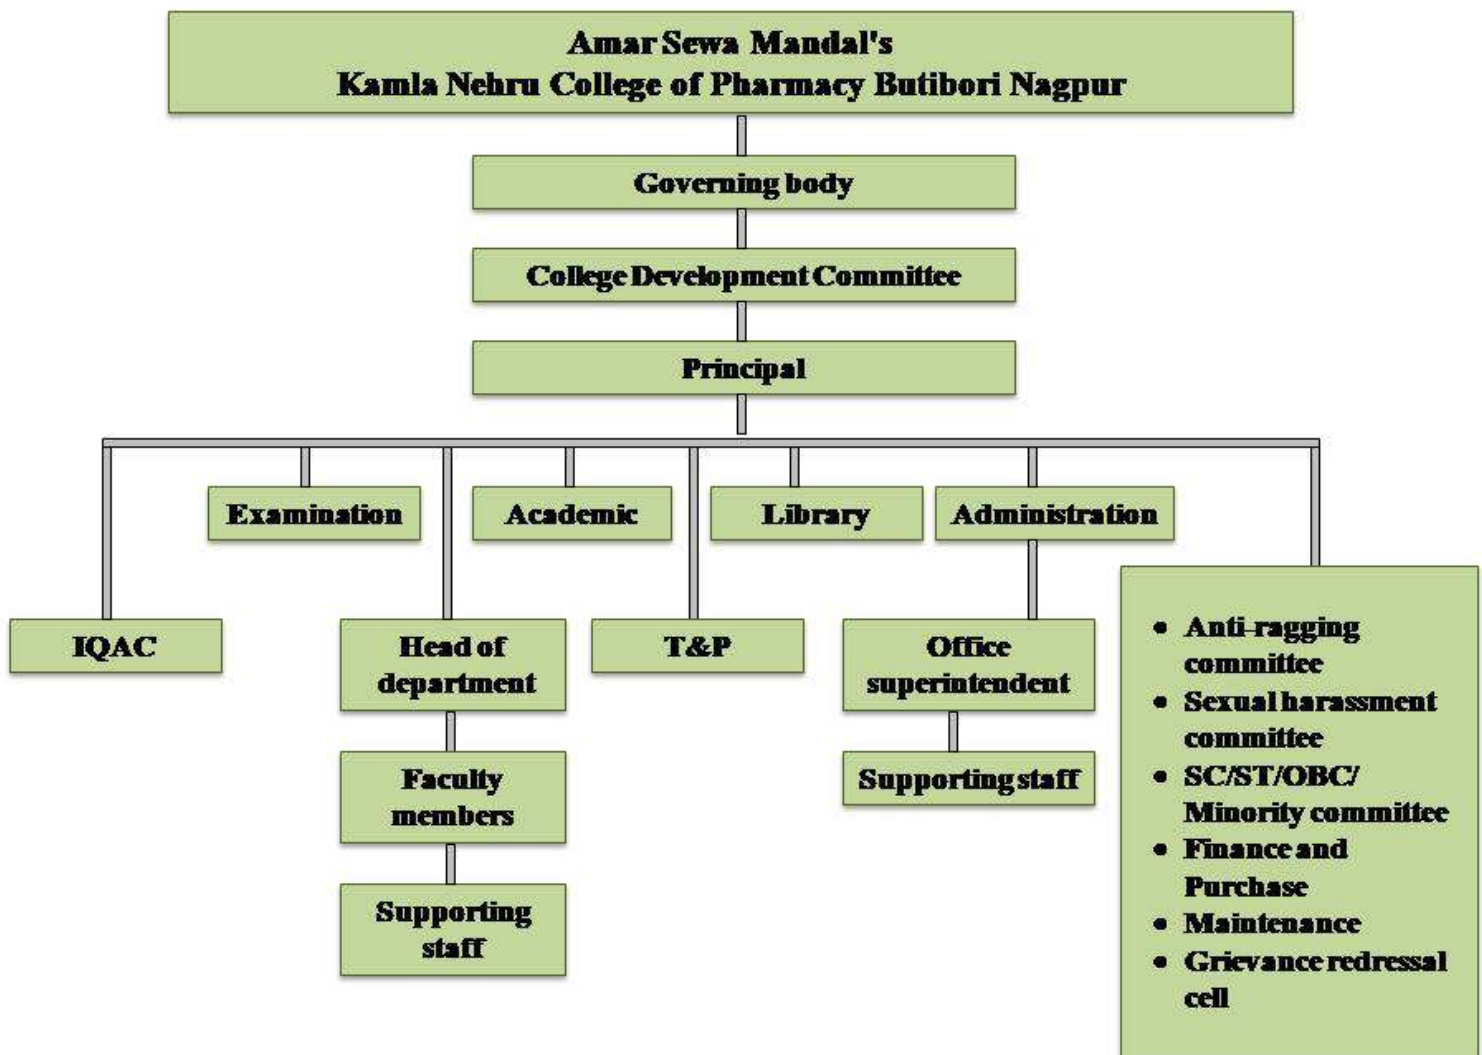 Amar Sewa Mandal's
Kamla Nehru College of Pharmacy Butibori Nagpur
Governing body
College Development Committee
Principal
Examination
Academic
Library
Administration
IQAC
Head of
department
T&P
Office
superintendent
Faculty
members
Supporting staff
Supporting
staff
• Anti-ragging
committee
• Sexual harassment
committee
• SC/ST/OBC/
Minority committee
• Finance and
Purchase
• Maintenance
• Grievance redressal
cell